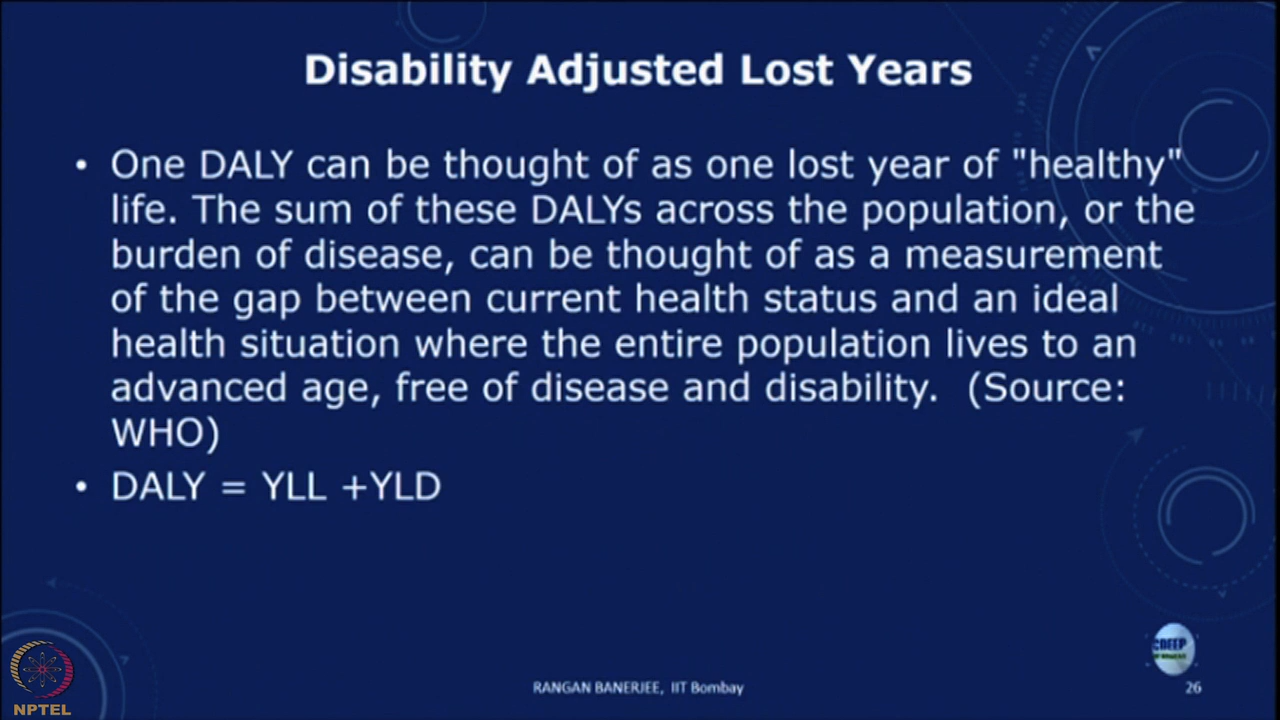 Disability Adjusted Lost Years
• One DALY can be thought of as one lost year of "healthy"
life. The sum of these DALYs across the population, or the
burden of disease, can be thought of as a measurement
of the gap between current health status and an ideal
health situation where the entire population lives to an
advanced age, free of disease and disability. (Source:
WHO)
• DALY = YLL +YLD
CDEEP
RANGAN BANERJEE, IIT Bombay
26
NPTEL